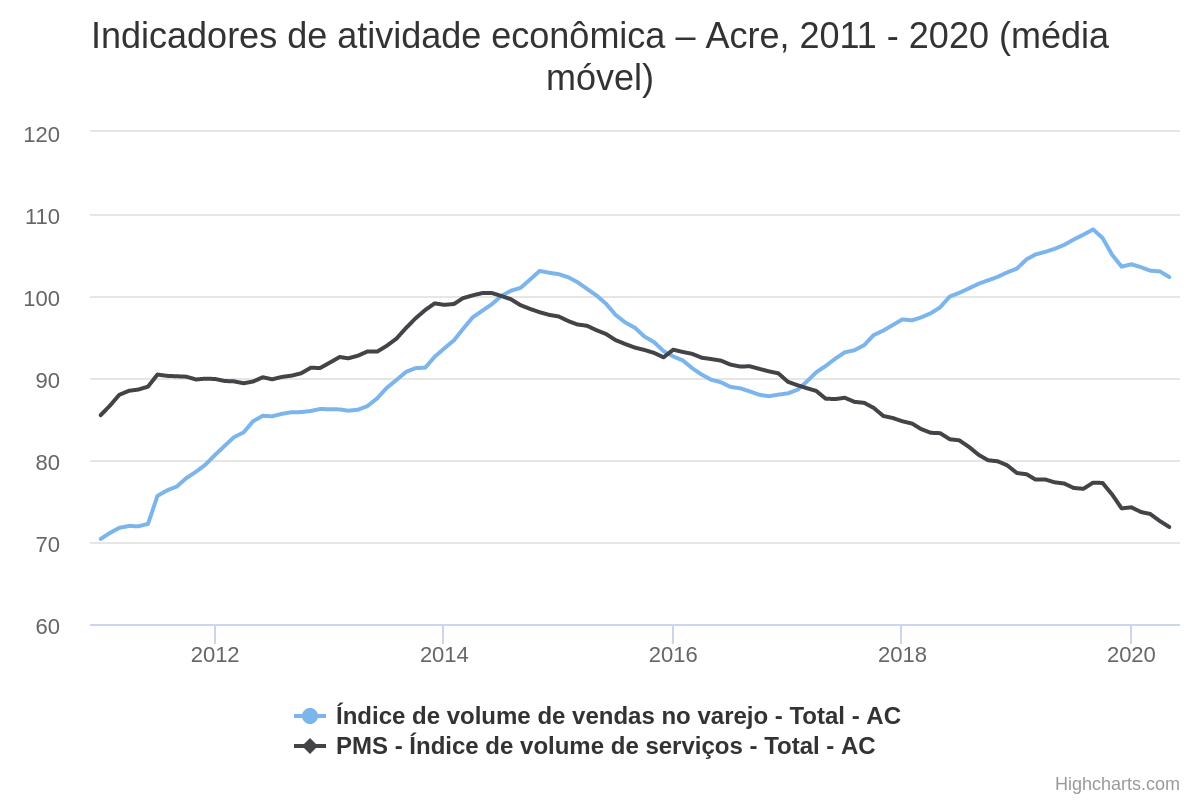 Indicadores de atividade econômica – Acre, 2011 - 2020 (média
móvel)
120
110
100
90
80
70
60
2012
2014
2016
2018
2020
Índice de volume de vendas no varejo - Total - AC
PMS - Índice de volume de serviços - Total - AC
Highcharts.com